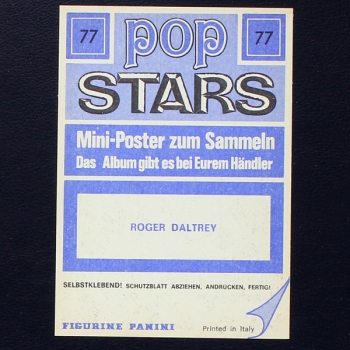 77 pop 77
STARS
Mini-Poster zum Sammeln
Das Album gibt es bei Eurem Händler
ROGER DALTREY
SELBSTKLEBEND! SCHUTZBLATT ABZIEHEN, ANDRÜCKEN, FERTIG!
FIGURINE PANINI Printed in Italy